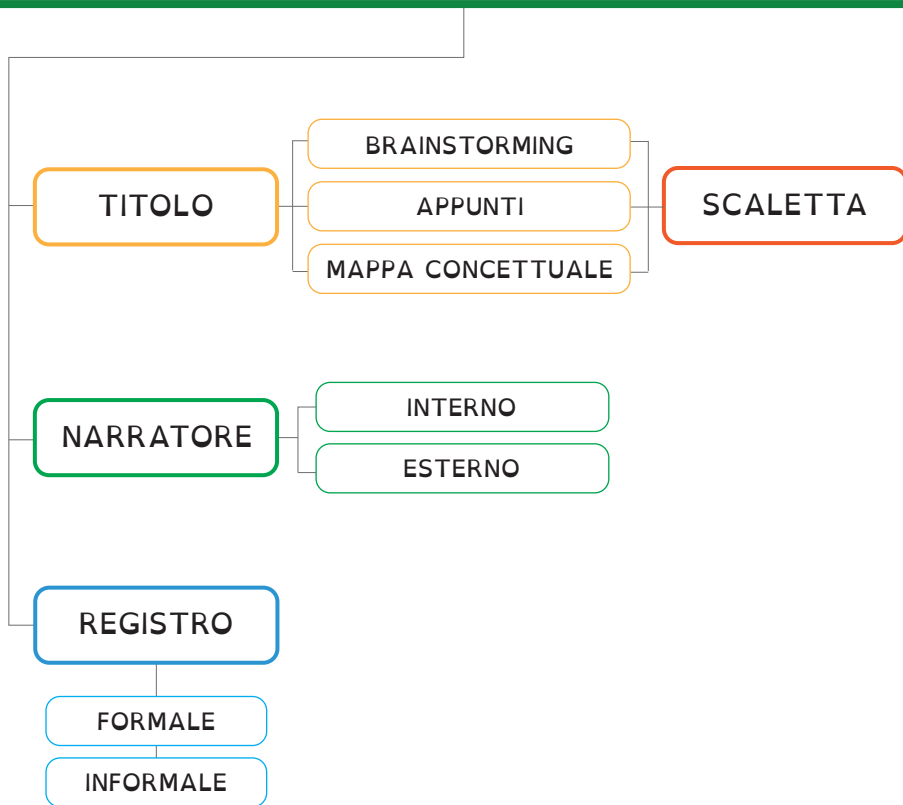 TITOLO
BRAINSTORMING
APPUNTI
MAPPA CONCETTUALE
SCALETTA
NARRATORE
INTERNO
ESTERNO
REGISTRO
FORMALE
INFORMALE